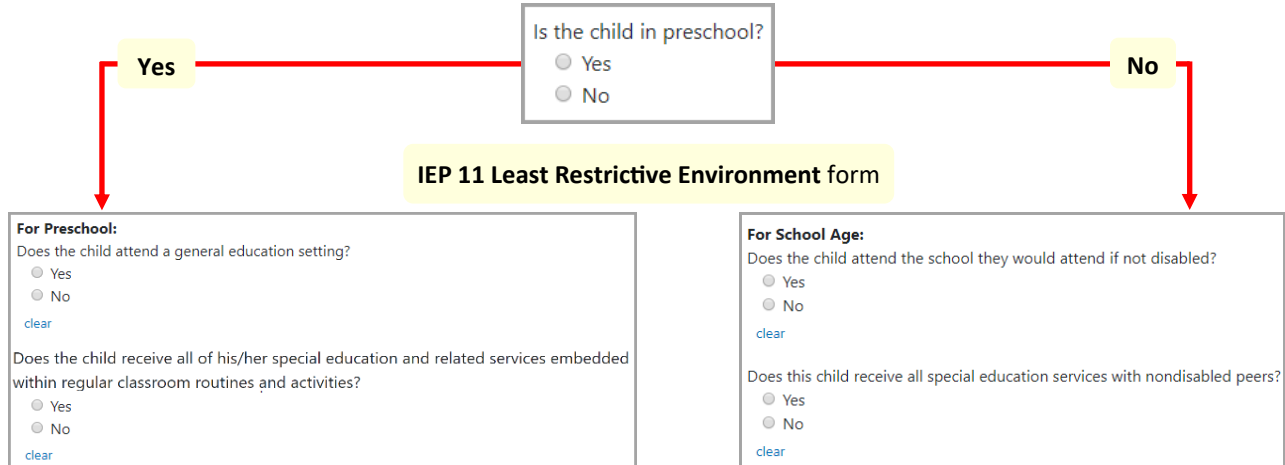 Is the child in preschool?
Yes
No
Yes
No
IEP 11 Least Restrictive Environment form
For Preschool:
Does the child attend a general education setting?
Yes
No
clear
Does the child receive all of his/her special education and related services embedded
within regular classroom routines and activities?
Yes
No
clear
For School Age:
Does the child attend the school they would attend if not disabled?
Yes
No
clear
Does this child receive all special education services with nondisabled peers?
Yes
No
clear